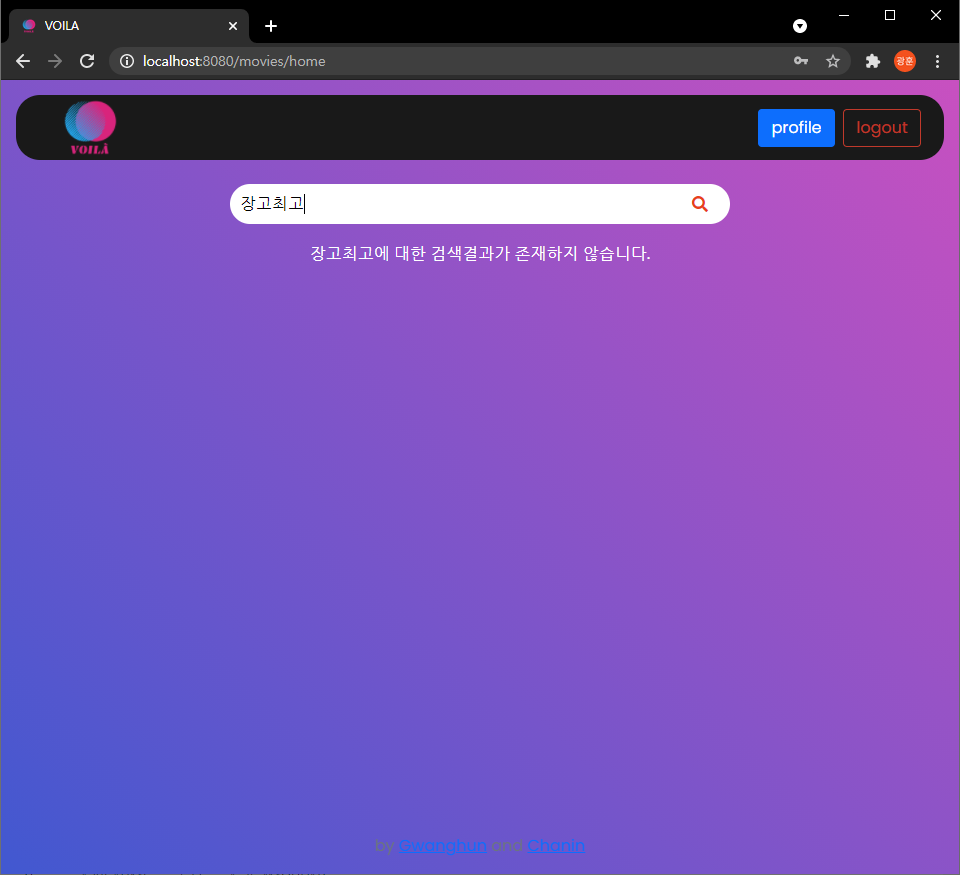 VOILA
localhost:8080/movies/home
광훈
VOILÀ
profile
logout
장고최고
장고최고에 대한 검색결과가 존재하지 않습니다.
by Gwanghun and Chanin